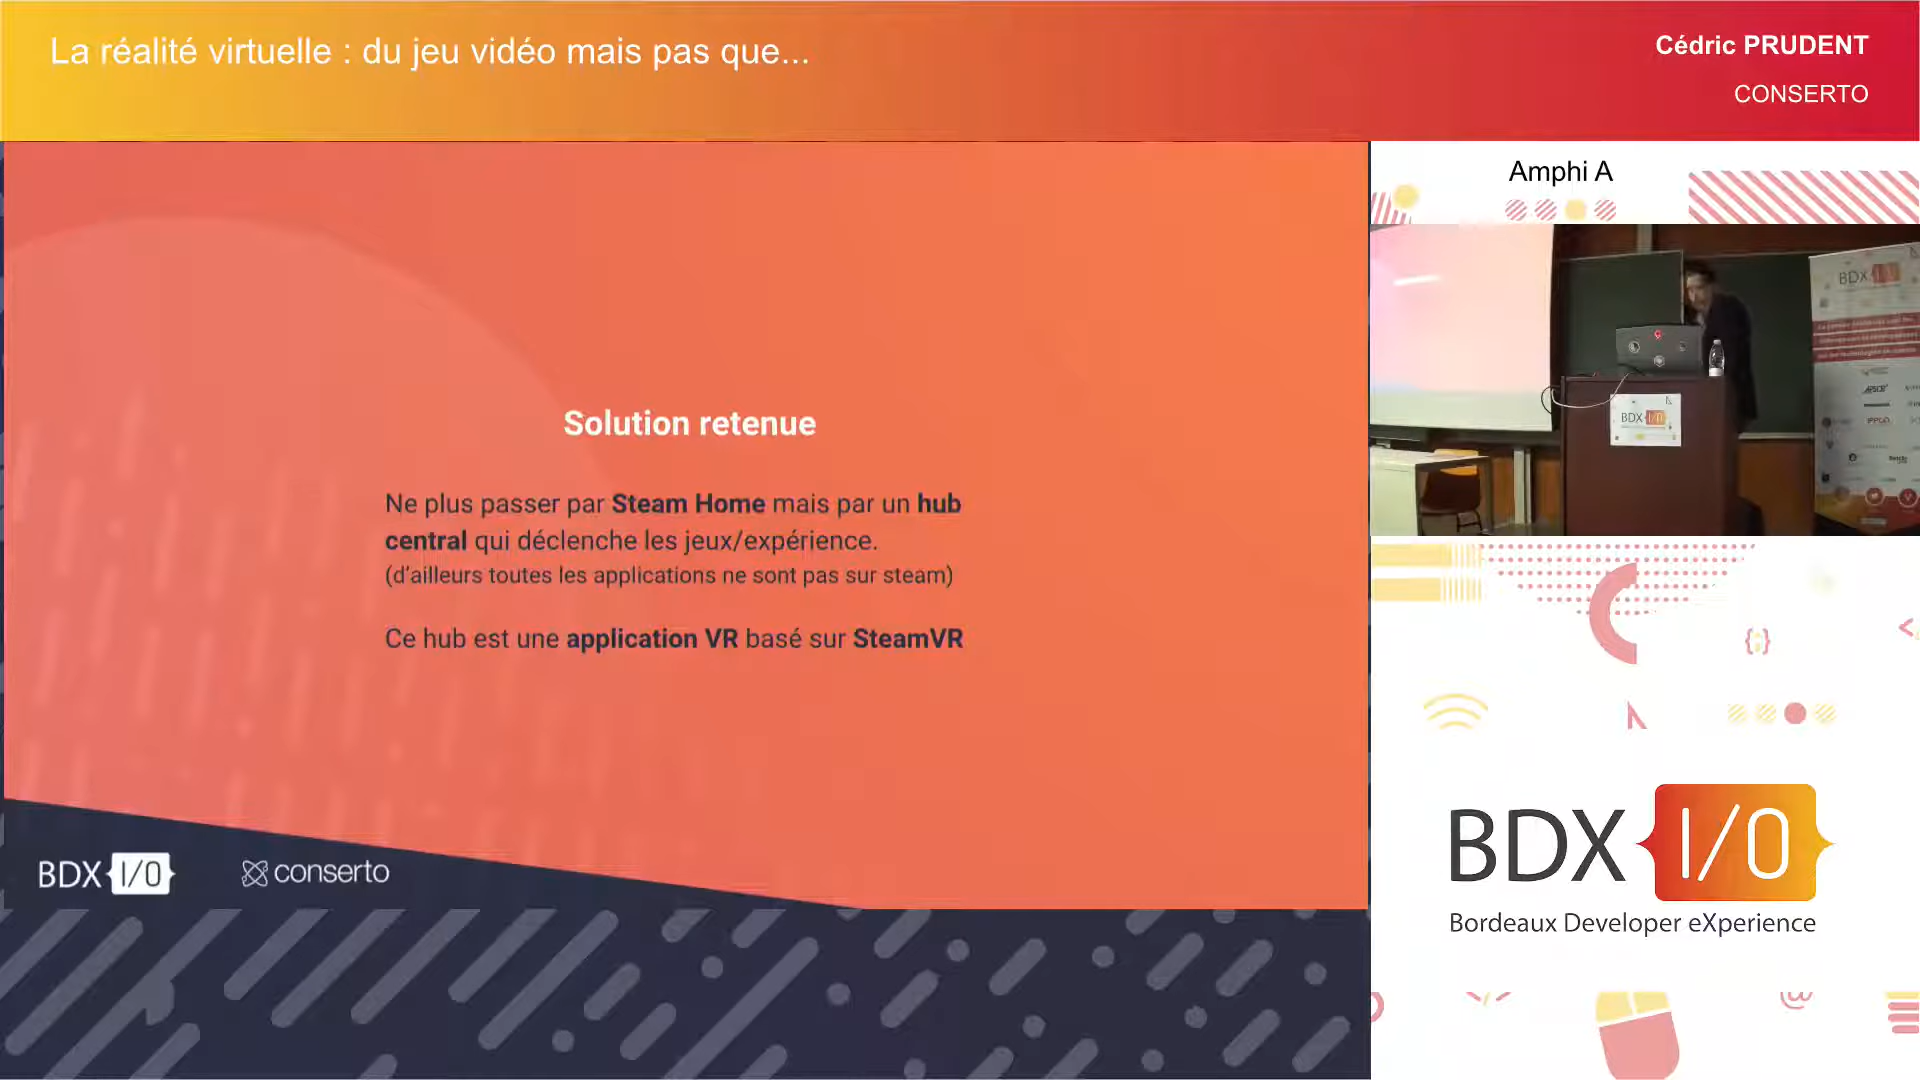 La réalité virtuelle : du jeu vidéo mais pas que...
Cédric PRUDENT
CONSERTO
Amphi A
Solution retenue
Ne plus passer par Steam Home mais par un hub
central qui déclenche les jeux/expérience.
(d'ailleurs toutes les applications ne sont pas sur steam)
Ce hub est une application VR basé sur SteamVR
BDX I/O
conserto
BDX I/O
BDX I/O
BDX I/O
Bordeaux Developer eXperience